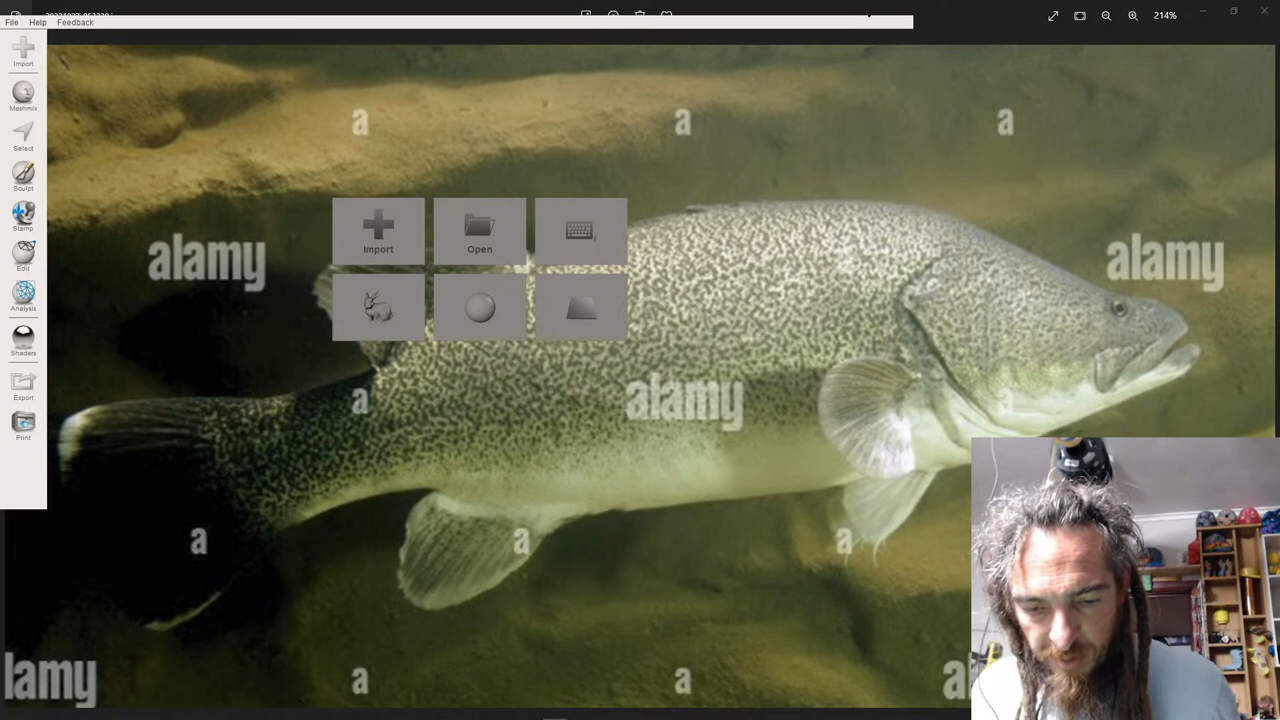 214%
File Help Feedback
Import
Meshmix
Select
Sculpt
Stamp
Edit
Analysis
Shaders
Export
Print
Import
Open
a a a
alamy alamy
a alamy
a a a
alamy a a